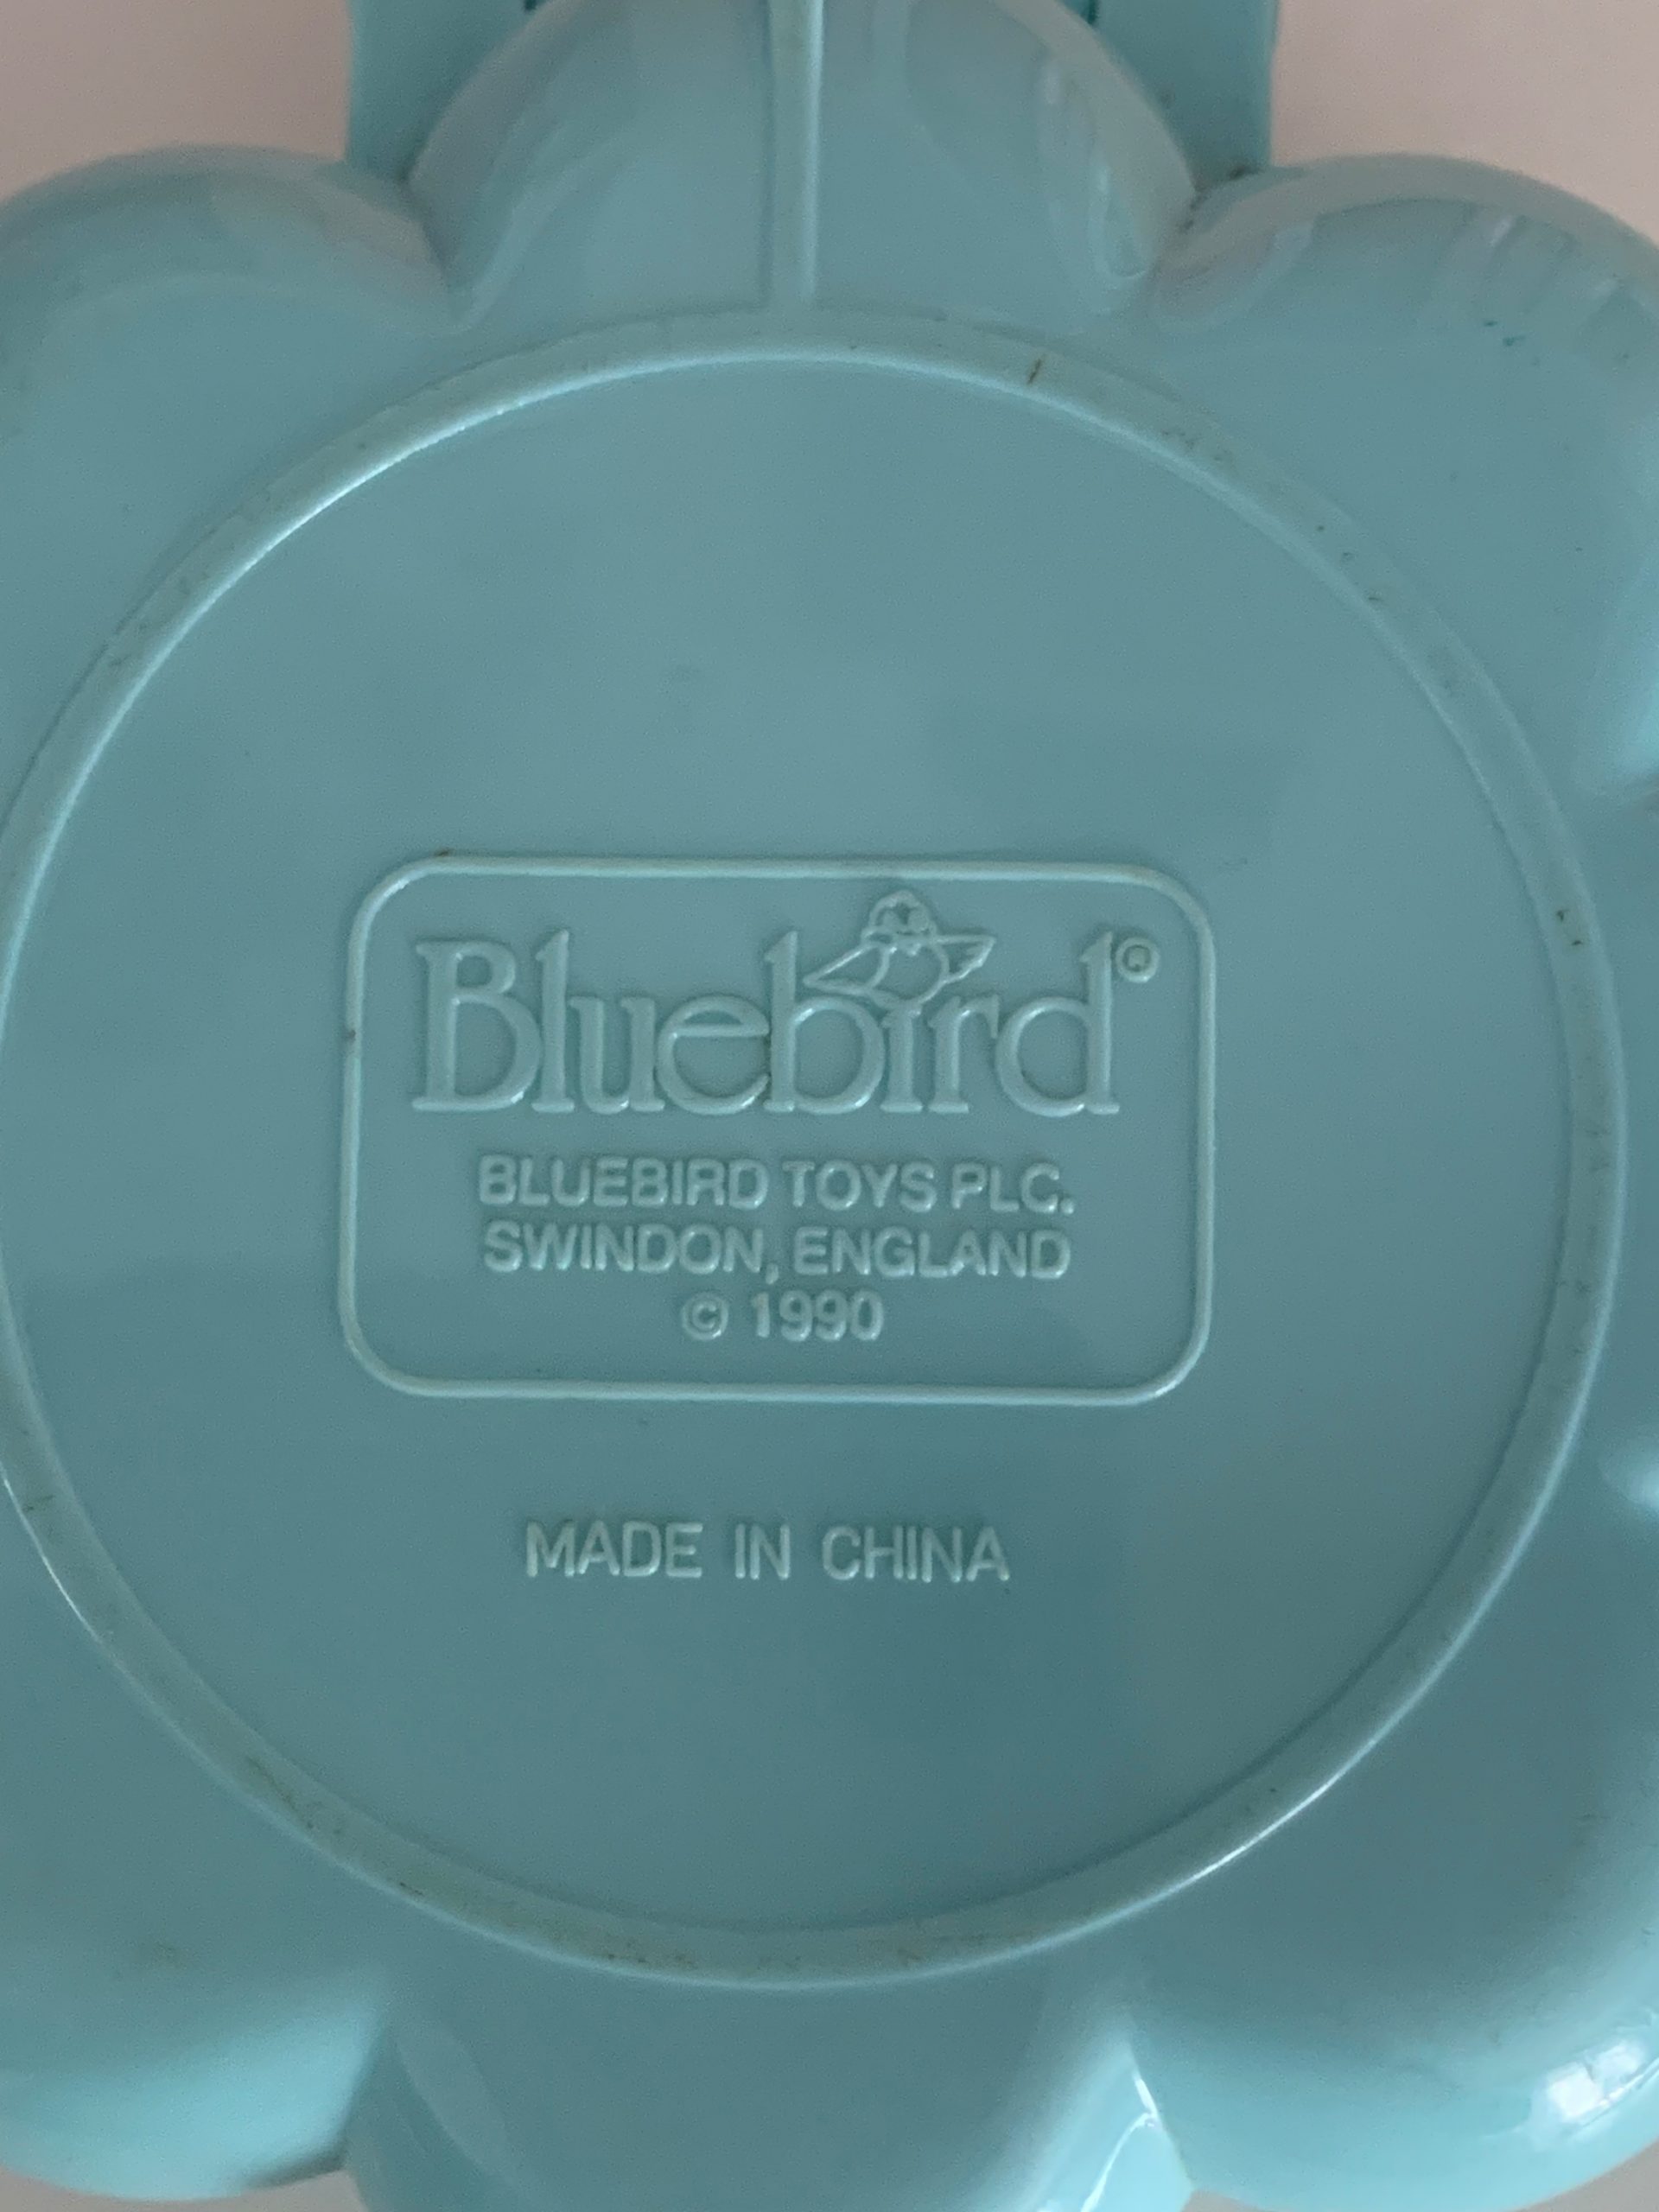 Bluebird®
BLUEBIRD TOYS PLC.
SWINDON, ENGLAND
© 1990
MADE IN CHINA